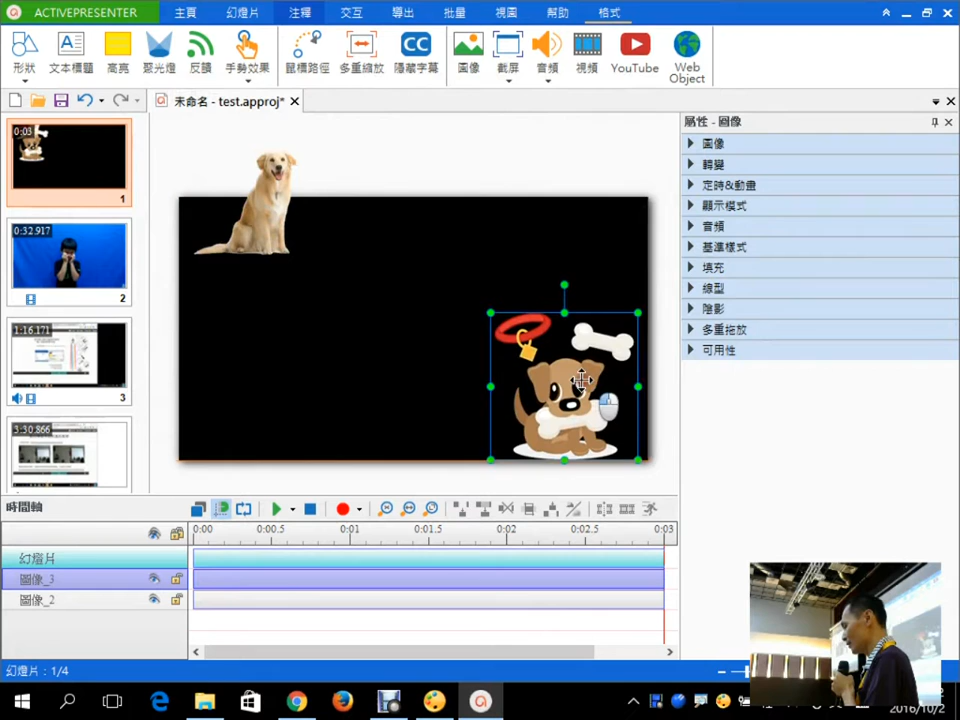 ACTIVEPRESENTER 主頁 幻燈片 注釋 交互 導出 批量 視圖 幫助 格式
形狀 文本標題 高亮 聚光燈 反饋 手勢效果 鼠標路徑 多重縮放 隱藏字幕 圖像 截屏 音頻 視頻 YouTube Web Object
未命名 - test.approj*
屬性 - 圖像
圖像
轉變
定時&動畫
顯示模式
音頻
基準樣式
填充
線型
陰影
多重拖放
可用性
0:03
1
0:32.917
2
1:16.171
3
3:30.866
時間軸
0:00 0:00.5 0:01 0:01.5 0:02 0:02.5 0:03
幻燈片
圖像_3
圖像_2
幻燈片：1/4
2016/10/2